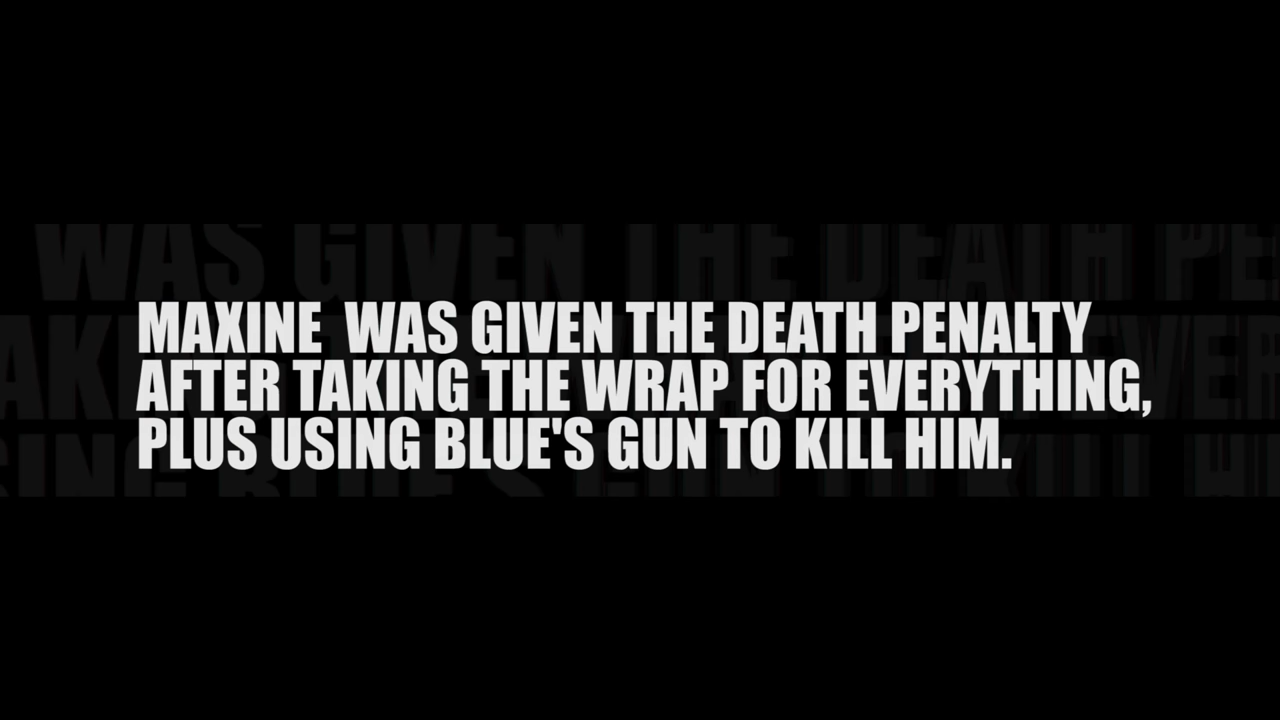 MAXINE  WAS GIVEN THE DEATH PENALTY
AFTER TAKING THE WRAP FOR EVERYTHING,
PLUS USING BLUE'S GUN TO KILL HIM.